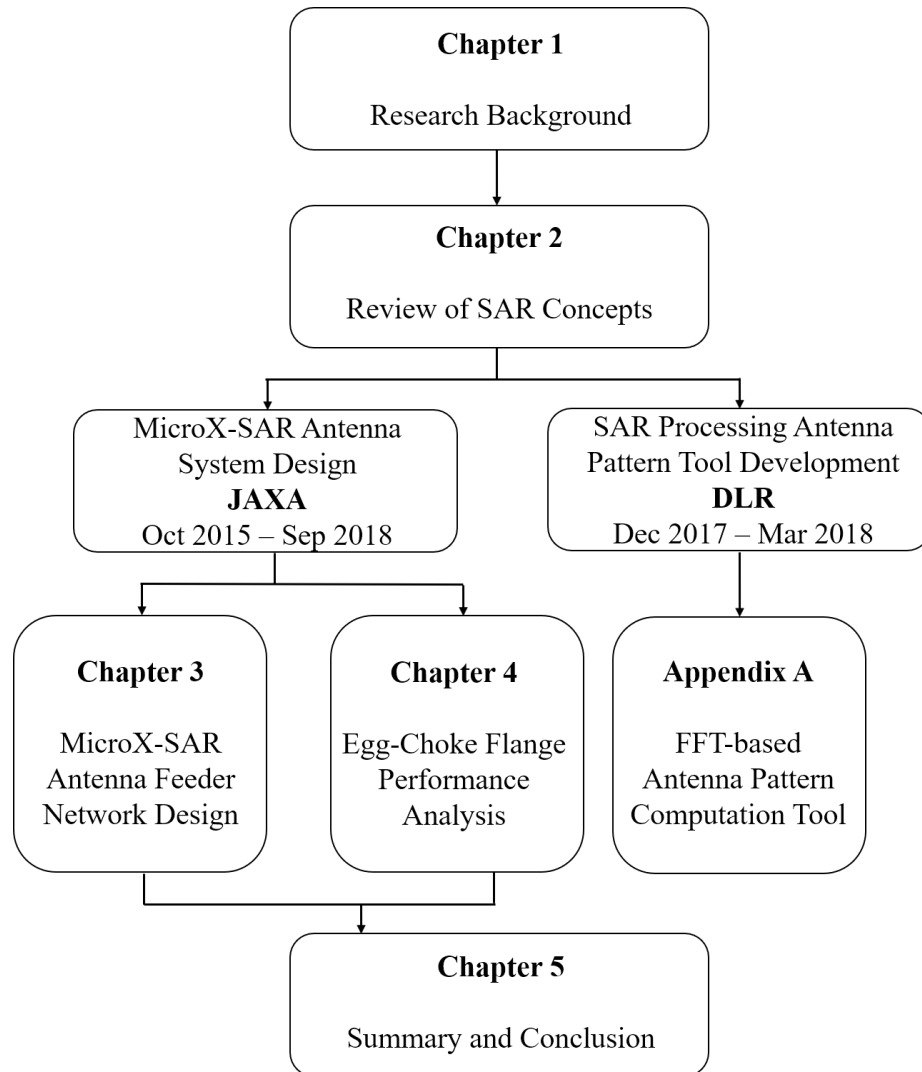 Chapter 1
Research Background
Chapter 2
Review of SAR Concepts
MicroX-SAR Antenna
System Design
JAXA
Oct 2015 – Sep 2018
SAR Processing Antenna
Pattern Tool Development
DLR
Dec 2017 – Mar 2018
Chapter 3
MicroX-SAR
Antenna Feeder
Network Design
Chapter 4
Egg-Choke Flange
Performance
Analysis
Appendix A
FFT-based
Antenna Pattern
Computation Tool
Chapter 5
Summary and Conclusion